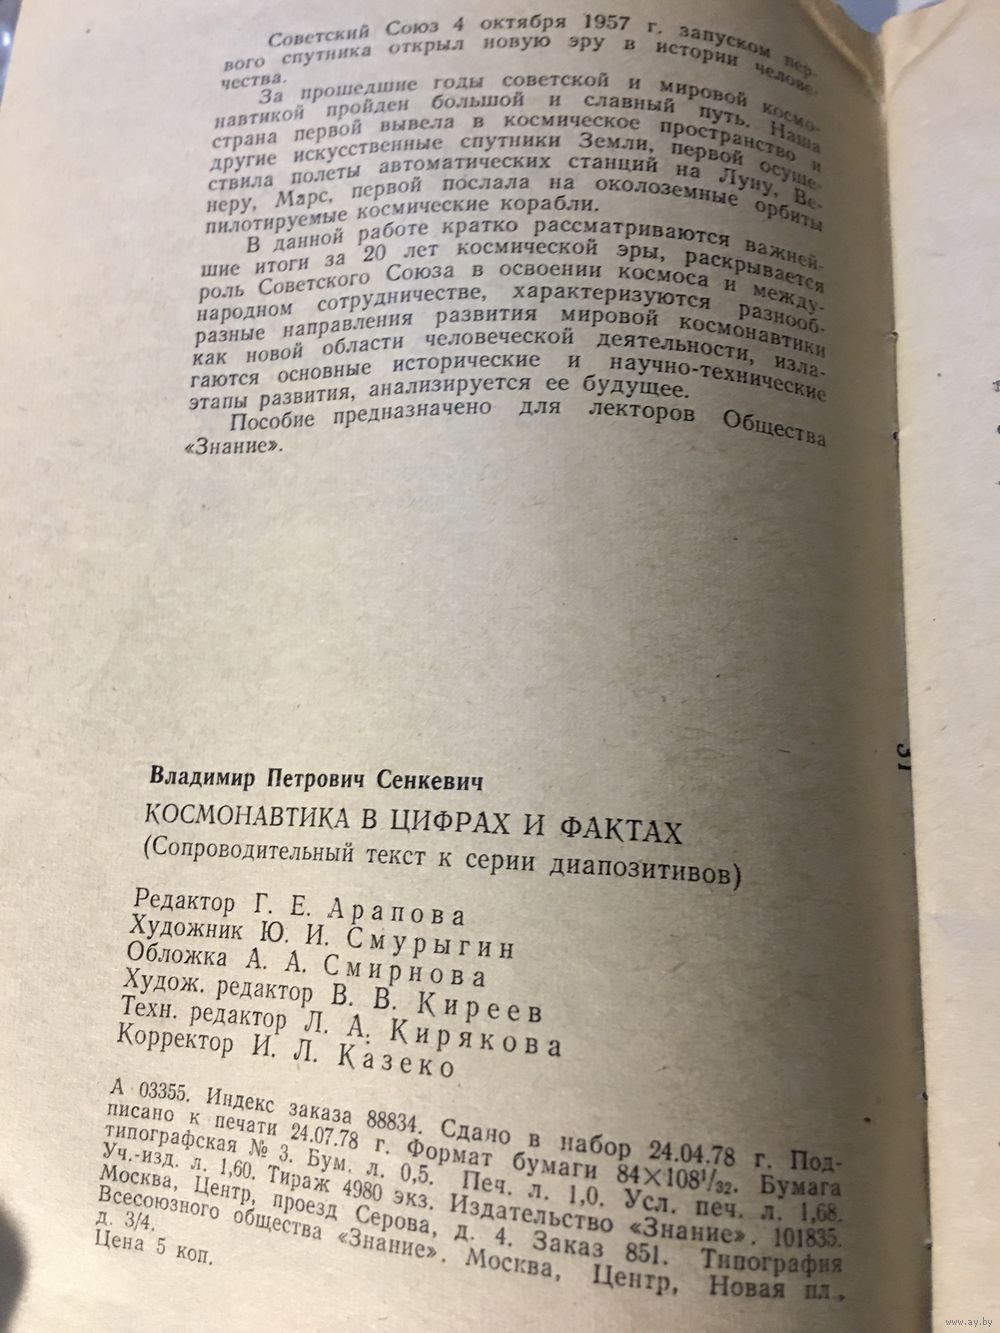 Советский Союз 4 октября 1957 г. запуском пер-
вого спутника открыл новую эру в истории челове-
чества.
За прошедшие годы советской и мировой космо-
навтикой пройден большой и славный путь. Наша
страна первой вывела в космическое пространство и
другие искусственные спутники Земли, первой осуще-
ствила полеты автоматических станций на Луну, Ве-
неру, Марс, первой послала на околоземные орбиты
пилотируемые космические корабли.
В данной работе кратко рассматриваются важней-
шие итоги за 20 лет космической эры, раскрывается
роль Советского Союза в освоении космоса и между-
народном сотрудничестве, характеризуются разнооб-
разные направления развития мировой космонавтики
как новой области человеческой деятельности, изла-
гаются основные исторические и научно-технические
этапы развития, анализируется ее будущее.
Пособие предназначено для лекторов Общества
«Знание».
Владимир Петрович Сенкевич
КОСМОНАВТИКА В ЦИФРАХ И ФАКТАХ
(Сопроводительный текст к серии диапозитивов)
Редактор Г. Е. Арапова
Художник Ю. И. Смурыгин
Обложка А. А. Смирнова
Худож. редактор В. В. Киреев
Техн. редактор Л. А. Кирякова
Корректор И. Л. Казеко
А 03355. Индекс заказа 88834. Сдано в набор 24.04.78 г. Под-
писано к печати 24.07.78 г. Формат бумаги 84×108¹/₃₂. Бумага
типографская № 3. Бум. л. 0,5. Печ. л. 1,0. Усл. печ. л. 1,68.
Уч.-изд. л. 1,60. Тираж 4980 экз. Издательство «Знание». 101835.
Москва, Центр, проезд Серова, д. 4. Заказ 851. Типография
Всесоюзного общества «Знание». Москва, Центр, Новая пл.,
д. 3/4.
Цена 5 коп.
31
www.ay.by